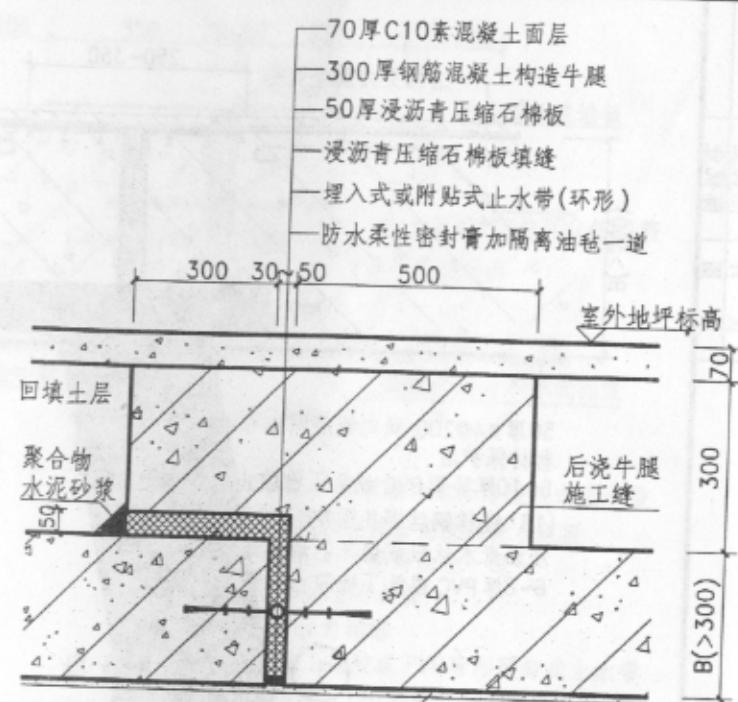 70厚C10素混凝土面层
300厚钢筋混凝土构造牛腿
50厚浸沥青压缩石棉板
浸沥青压缩石棉板填缝
埋入式或附贴式止水带(环形)
防水柔性密封膏加隔离油毡一道
300 30 50 500
室外地坪标高
70
回填土层
聚合物
水泥砂浆
50
后浇牛腿
施工缝
300
B(>300)